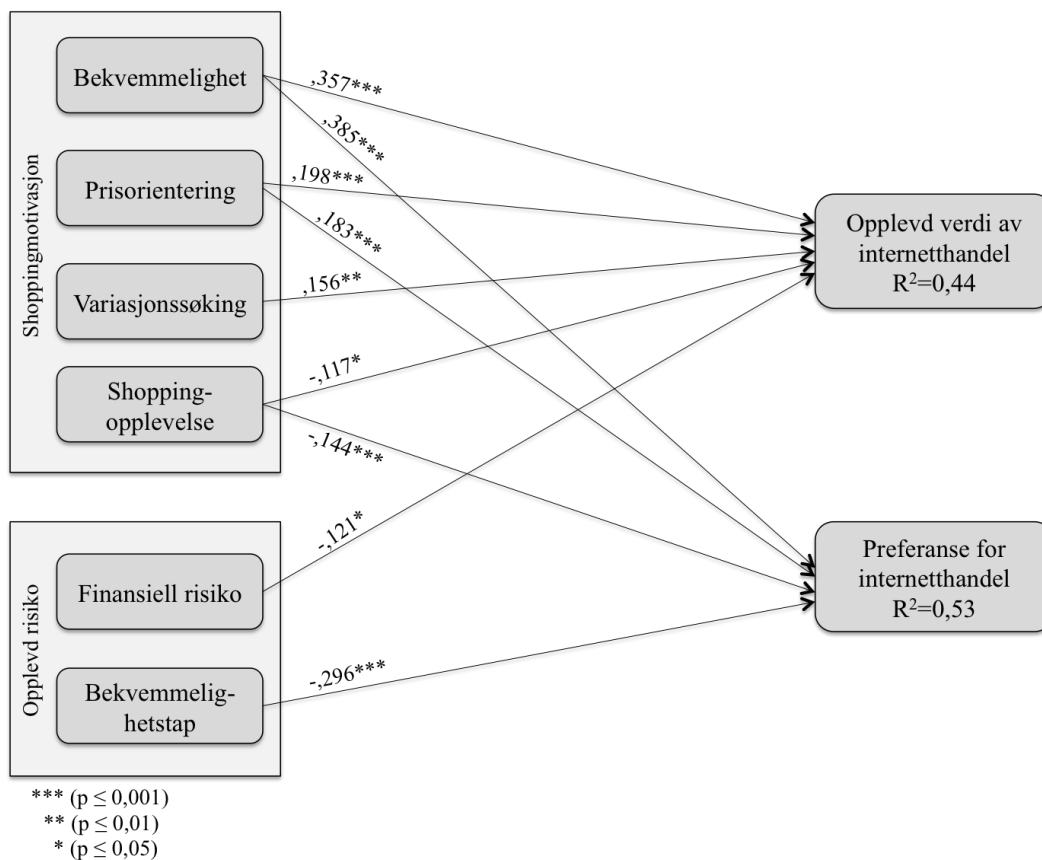 Shoppingmotivasjon
Bekvemmelighet
Prisorientering
Variasjonssøking
Shopping-
opplevelse
Opplevd risiko
Finansiell risiko
Bekvemmelig-
hetstap
,357***
,385***
,198***
,183***
,156**
-,117*
-,144***
-,121*
-,296***
Opplevd verdi av
internetthandel
R²=0,44
Preferanse for
internetthandel
R²=0,53
*** (p ≤ 0,001)
** (p ≤ 0,01)
* (p ≤ 0,05)